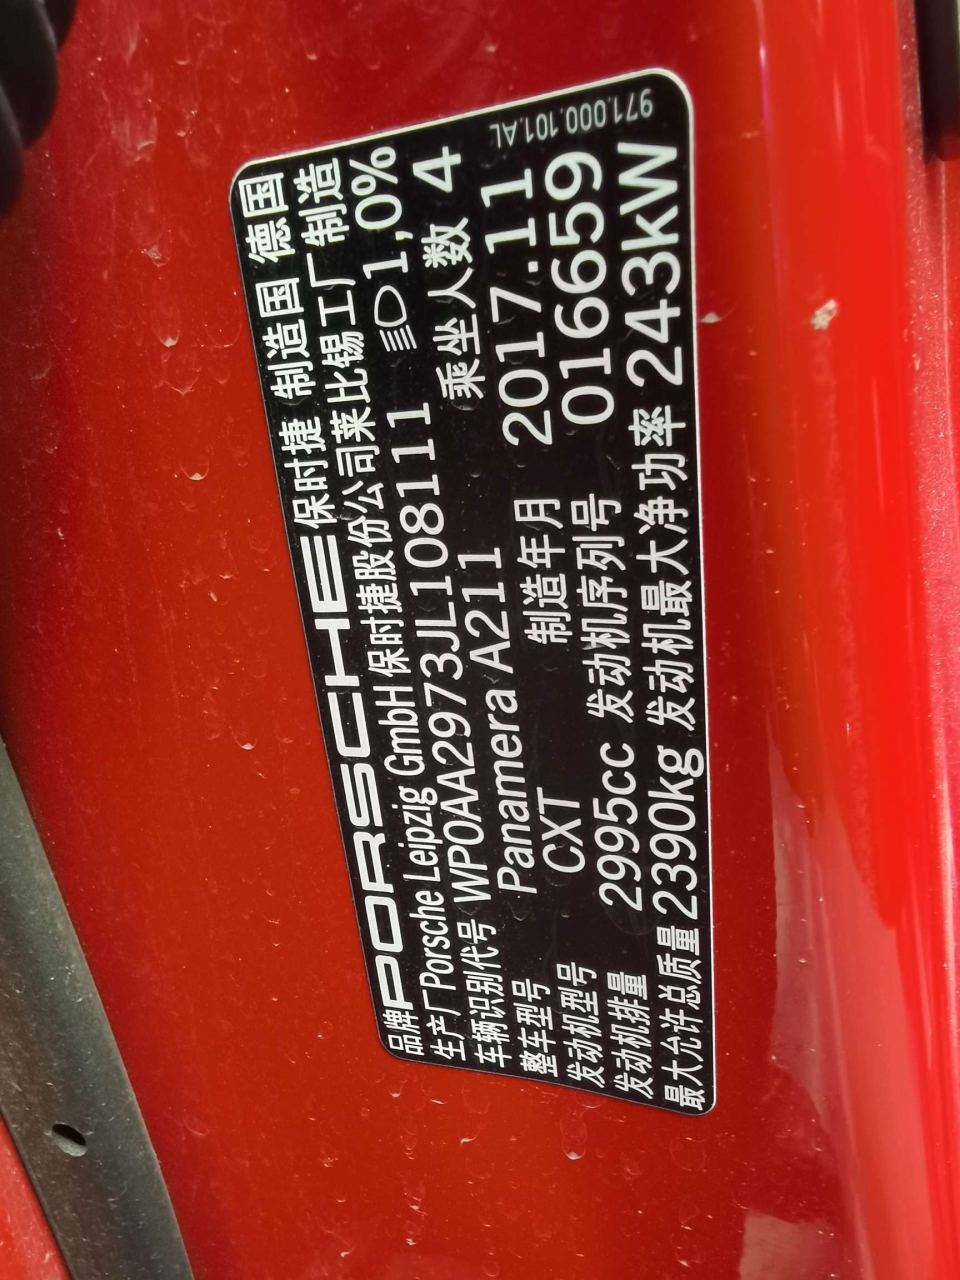 971.000.101.AL
品牌 PORSCHE 保时捷 制造国 德国
生产厂 Porsche Leipzig GmbH 保时捷股份公司莱比锡工厂制造
车辆识别代号 WP0AA2973JL108111 1,0%
整车型号 Panamera A211 乘坐人数 4
发动机型号 CXT 制造年月 2017.11
发动机排量 2995cc 发动机序列号 016659
最大允许总质量 2390kg 发动机最大净功率 243kW